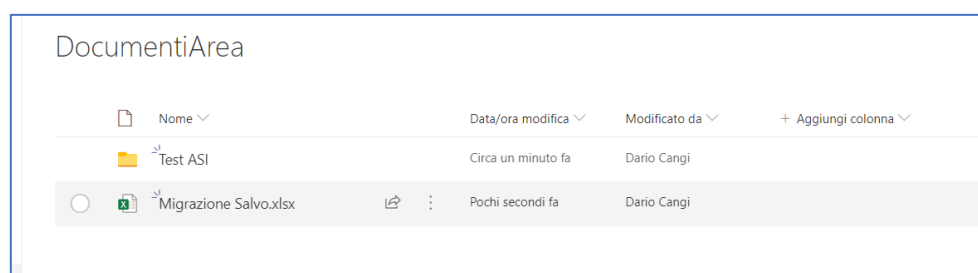 DocumentiArea
Nome Data/ora modifica Modificato da + Aggiungi colonna
Test ASI Circa un minuto fa Dario Cangi
Migrazione Salvo.xlsx Pochi secondi fa Dario Cangi